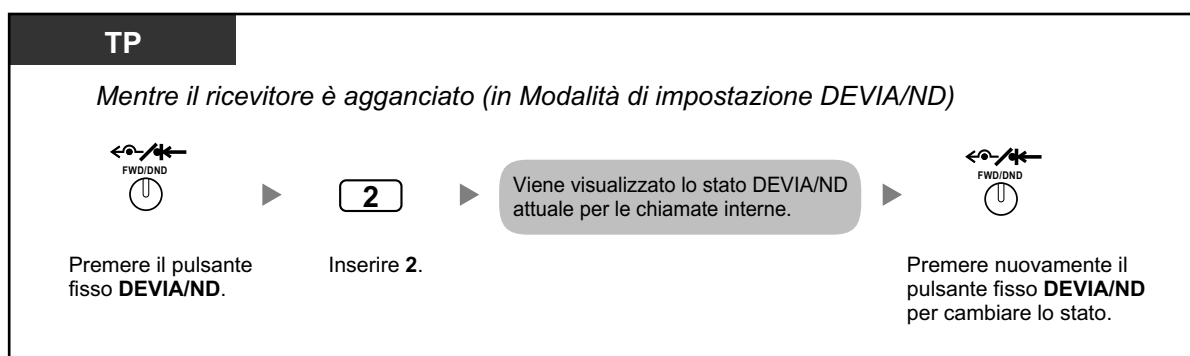 TP
Mentre il ricevitore è agganciato (in Modalità di impostazione DEVIA/ND)
FWD/DND
2
Viene visualizzato lo stato DEVIA/ND
attuale per le chiamate interne.
FWD/DND
Premere il pulsante
fisso DEVIA/ND.
Inserire 2.
Premere nuovamente il
pulsante fisso DEVIA/ND
per cambiare lo stato.